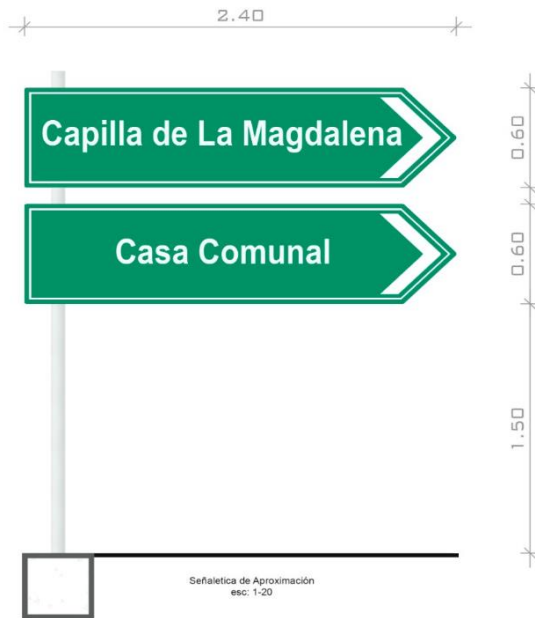 2.40
Capilla de La Magdalena
0.60
Casa Comunal
0.60
1.50
Señaletica de Aproximación
esc: 1-20